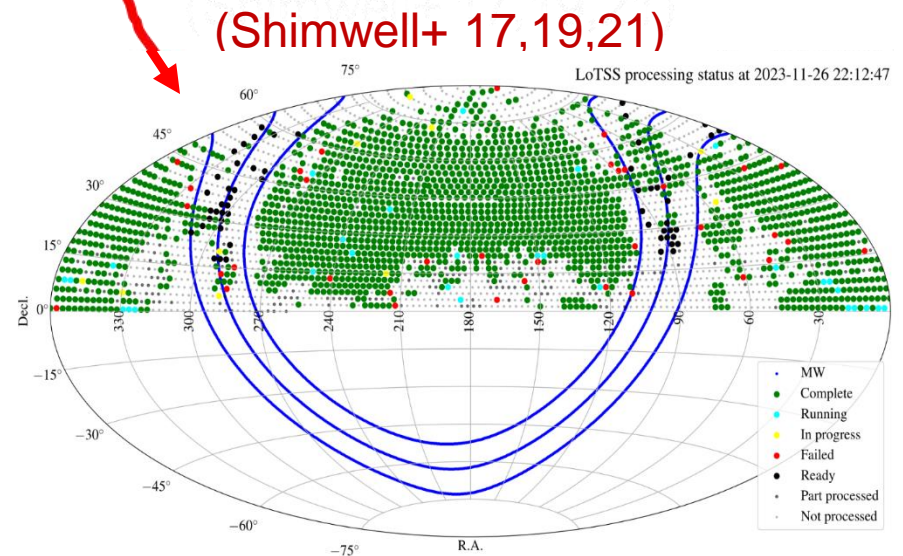 (Shimwell+ 17,19,21)
LoTSS processing status at 2023-11-26 22:12:47
75°
60°
45°
30°
15°
0°
Decl.
330
300
270
240
210
180
150
120
90
60
30
−15°
−30°
−45°
−60°
−75°
R.A.
MW
Complete
Running
In progress
Failed
Ready
Part processed
Not processed